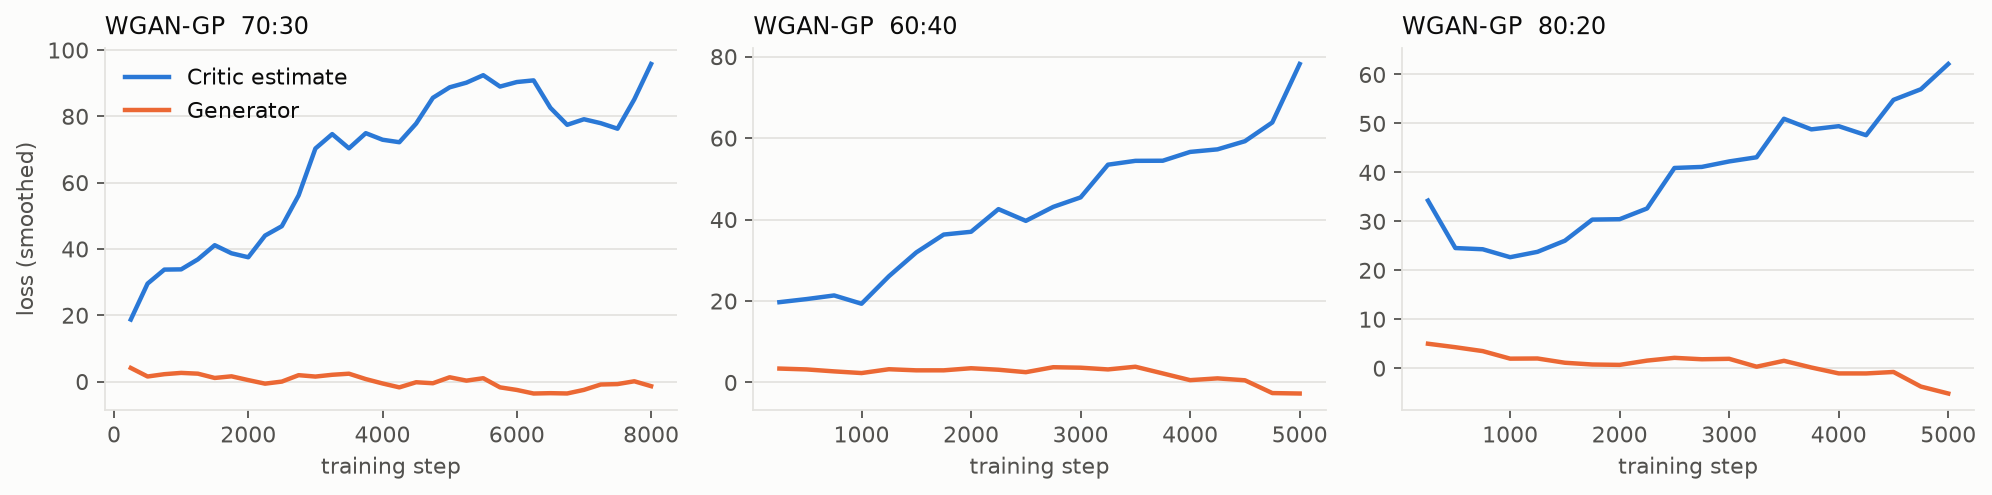 WGAN-GP 70:30
100
80
60
40
20
0
loss (smoothed)
Critic estimate
Generator
0 2000 4000 6000 8000
training step
WGAN-GP 60:40
80
60
40
20
0
1000 2000 3000 4000 5000
training step
WGAN-GP 80:20
60
50
40
30
20
10
0
1000 2000 3000 4000 5000
training step